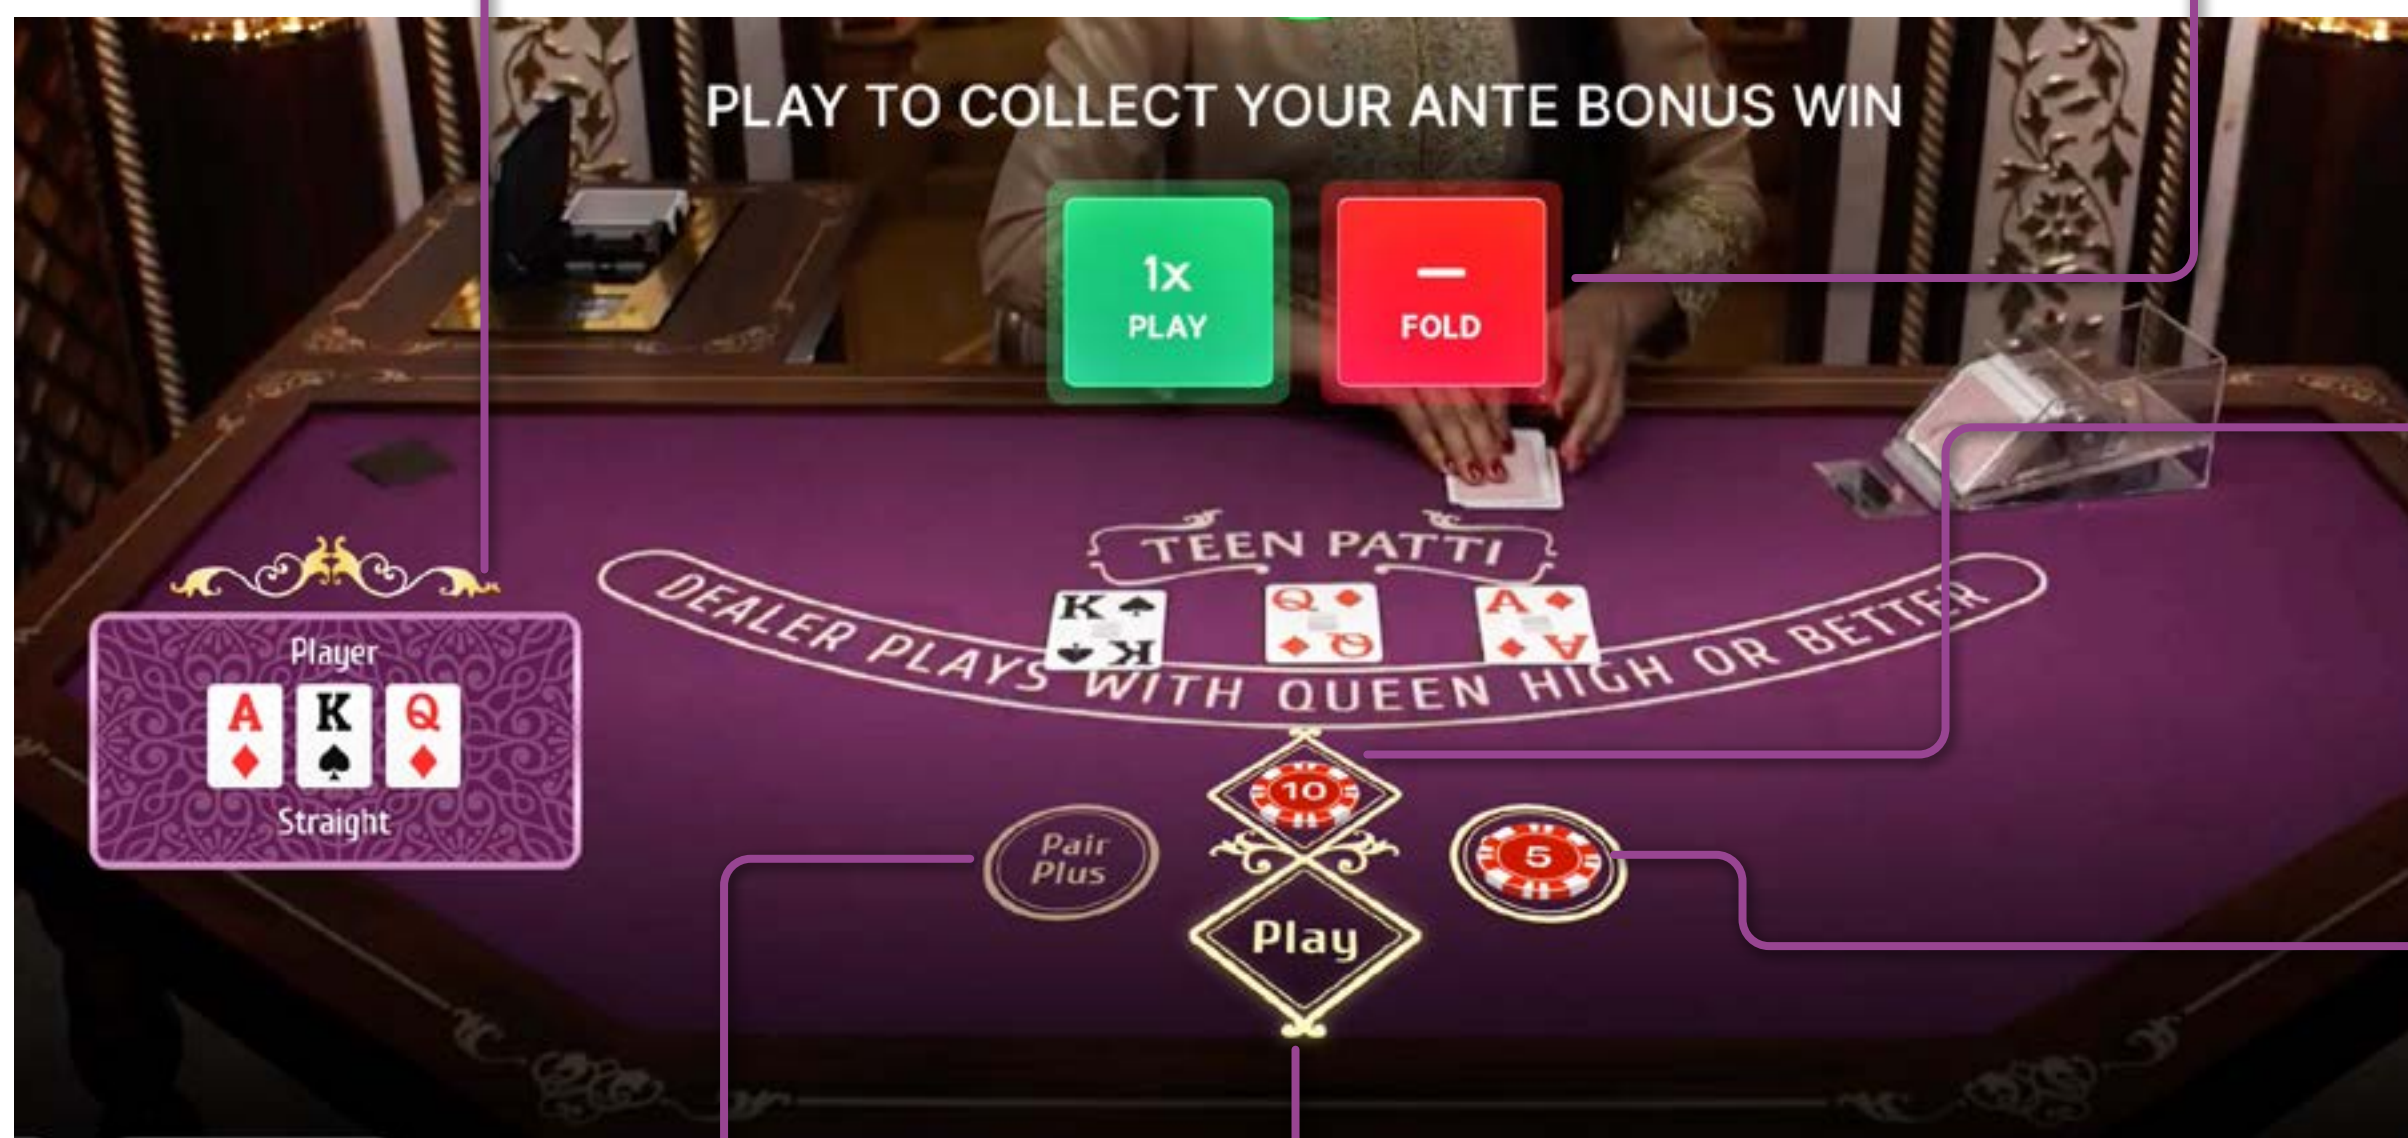 PLAY TO COLLECT YOUR ANTE BONUS WIN
1x
PLAY
FOLD
TEEN PATTI
K Q A
K Q A
DEALER PLAYS WITH QUEEN HIGH OR BETTER
Player
A K Q
Straight
10
Pair
Plus
5
Play